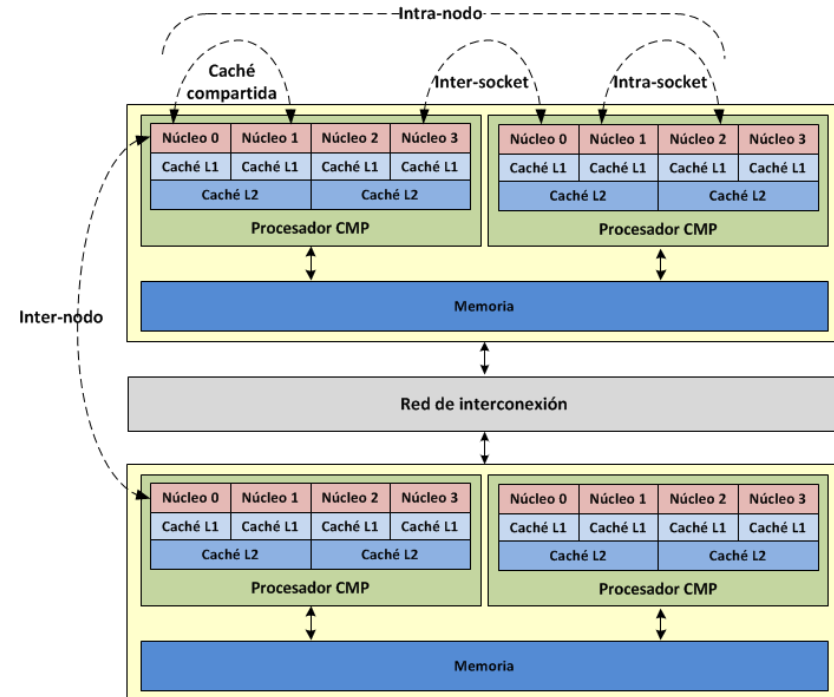 Intra-nodo
Caché
compartida
Inter-socket
Intra-socket
Núcleo 0 Núcleo 1 Núcleo 2 Núcleo 3
Caché L1 Caché L1 Caché L1 Caché L1
Caché L2 Caché L2
Procesador CMP
Núcleo 0 Núcleo 1 Núcleo 2 Núcleo 3
Caché L1 Caché L1 Caché L1 Caché L1
Caché L2 Caché L2
Procesador CMP
Memoria
Inter-nodo
Red de interconexión
Núcleo 0 Núcleo 1 Núcleo 2 Núcleo 3
Caché L1 Caché L1 Caché L1 Caché L1
Caché L2 Caché L2
Procesador CMP
Núcleo 0 Núcleo 1 Núcleo 2 Núcleo 3
Caché L1 Caché L1 Caché L1 Caché L1
Caché L2 Caché L2
Procesador CMP
Memoria